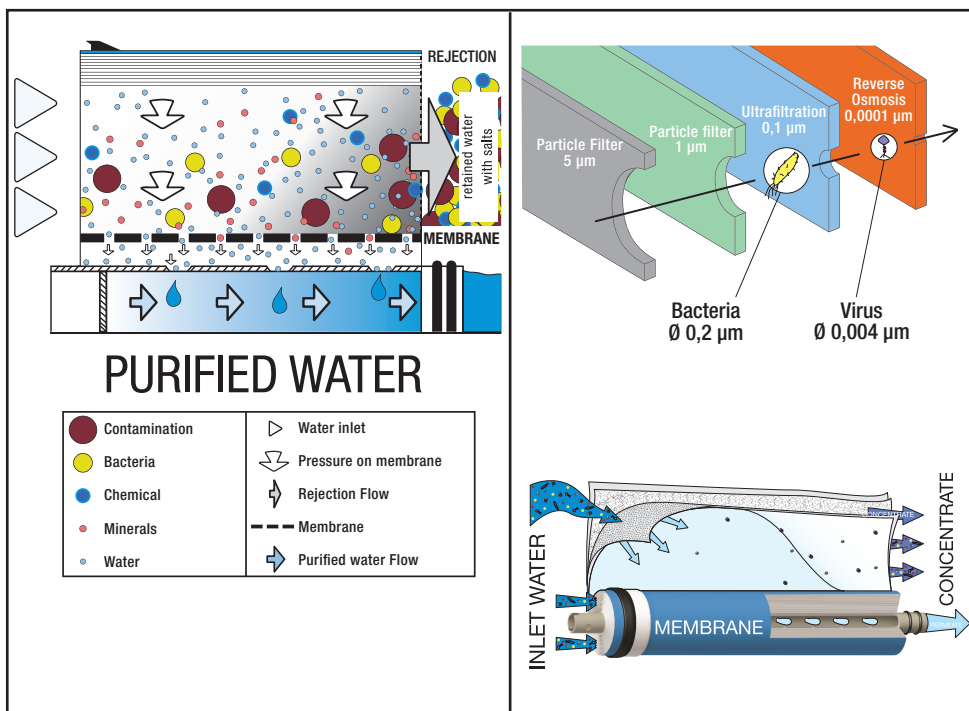 REJECTION
retained water
with salts
MEMBRANE
PURIFIED WATER
Contamination
Bacteria
Chemical
Minerals
Water
Water inlet
Pressure on membrane
Rejection Flow
Membrane
Purified water Flow
Particle Filter
5 µm
Particle filter
1 µm
Ultrafiltration
0,1 µm
Reverse
Osmosis
0,0001 µm
Bacteria
Ø 0,2 µm
Virus
Ø 0,004 µm
INLET WATER
CONCENTRATE
MEMBRANE
PERMEATE
CONCENTRATE